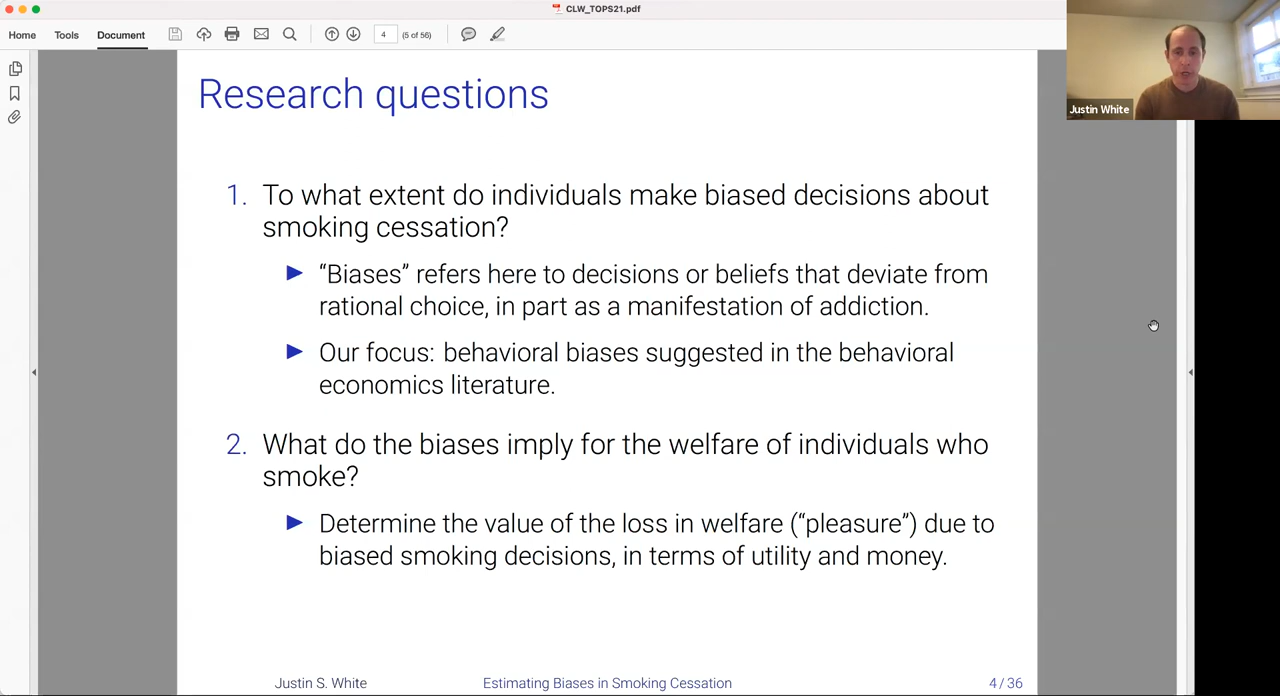 CLW_TOPS21.pdf
Home Tools Document 4 (5 of 56)
Justin White
Research questions
1. To what extent do individuals make biased decisions about
smoking cessation?
▶ “Biases” refers here to decisions or beliefs that deviate from
rational choice, in part as a manifestation of addiction.
▶ Our focus: behavioral biases suggested in the behavioral
economics literature.
2. What do the biases imply for the welfare of individuals who
smoke?
▶ Determine the value of the loss in welfare (“pleasure”) due to
biased smoking decisions, in terms of utility and money.
Justin S. White Estimating Biases in Smoking Cessation 4 / 36